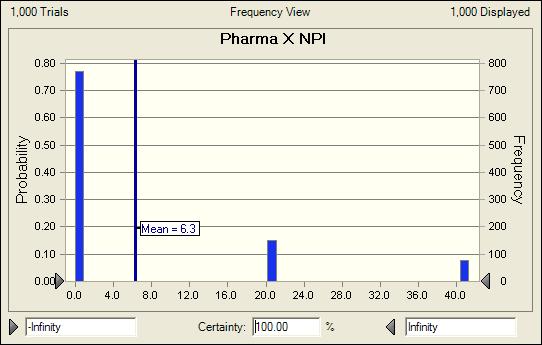 1,000 Trials Frequency View 1,000 Displayed
Pharma X NPI
0.80 800
0.70 700
0.60 600
0.50 500
0.40 400
0.30 300
0.20 200
0.10 100
0.00 0
Probability
Frequency
Mean = 6.3
0.0 4.0 8.0 12.0 16.0 20.0 24.0 28.0 32.0 36.0 40.0
-Infinity Certainty: 100.00 % Infinity